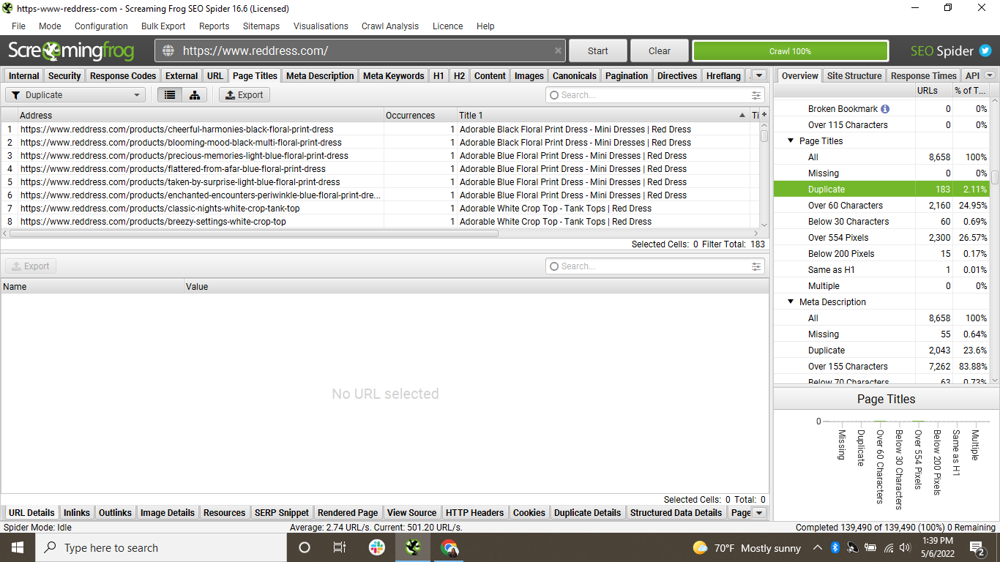 https-www-reddress-com - Screaming Frog SEO Spider 16.6 (Licensed)
File Mode Configuration Bulk Export Reports Sitemaps Visualisations Crawl Analysis Licence Help
Screamingfrog https://www.reddress.com/ Start Clear Crawl 100% SEO Spider
Internal Security Response Codes External URL Page Titles Meta Description Meta Keywords H1 H2 Content Images Canonicals Pagination Directives Hreflang
Duplicate Export Search...
Address Occurrences Title 1 Ti
1 https://www.reddress.com/products/cheerful-harmonies-black-floral-print-dress 1 Adorable Black Floral Print Dress - Mini Dresses | Red Dress
2 https://www.reddress.com/products/blooming-mood-black-multi-floral-print-dress 1 Adorable Black Floral Print Dress - Mini Dresses | Red Dress
3 https://www.reddress.com/products/precious-memories-light-blue-floral-print-dress 1 Adorable Blue Floral Print Dress - Mini Dresses | Red Dress
4 https://www.reddress.com/products/flattered-from-afar-blue-floral-print-dress 1 Adorable Blue Floral Print Dress - Mini Dresses | Red Dress
5 https://www.reddress.com/products/taken-by-surprise-light-blue-floral-print-dress 1 Adorable Blue Floral Print Dress - Mini Dresses | Red Dress
6 https://www.reddress.com/products/enchanted-encounters-periwinkle-blue-floral-print-dre... 1 Adorable Blue Floral Print Dress - Mini Dresses | Red Dress
7 https://www.reddress.com/products/classic-nights-white-crop-tank-top 1 Adorable White Crop Top - Tank Tops | Red Dress
8 https://www.reddress.com/products/breezy-settings-white-crop-top 1 Adorable White Crop Top - Tank Tops | Red Dress
Selected Cells: 0 Filter Total: 183
Export Search...
Name Value
No URL selected
Selected Cells: 0 Total: 0
URL Details Inlinks Outlinks Image Details Resources SERP Snippet Rendered Page View Source HTTP Headers Cookies Duplicate Details Structured Data Details Page
Overview Site Structure Response Times API
URLs % of T...
Broken Bookmark 0 0%
Over 115 Characters 0 0%
Page Titles
All 8,658 100%
Missing 0 0%
Duplicate 183 2.11%
Over 60 Characters 2,160 24.95%
Below 30 Characters 60 0.69%
Over 554 Pixels 2,300 26.57%
Below 200 Pixels 15 0.17%
Same as H1 1 0.01%
Multiple 0 0%
Meta Description
All 8,658 100%
Missing 55 0.64%
Duplicate 2,043 23.6%
Over 155 Characters 7,262 83.88%
Below 70 Characters 63 0.73%
Page Titles
0
Missing
Duplicate
Over 60 Characters
Below 30 Characters
Over 554 Pixels
Below 200 Pixels
Same as H1
Multiple
Spider Mode: Idle Average: 2.74 URL/s. Current: 501.20 URL/s. Completed 139,490 of 139,490 (100%) 0 Remaining
Type here to search 70°F Mostly sunny 1:39 PM
5/6/2022 2